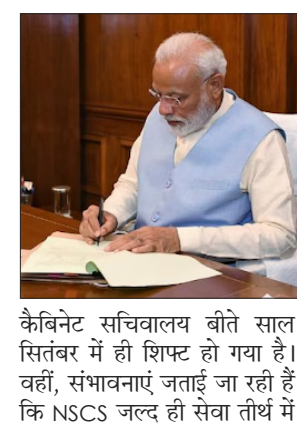 कैबिनेट सचिवालय बीते साल
सितंबर में ही शिफ्ट हो गया है।
वहीं, संभावनाएं जताई जा रही हैं
कि NSCS जल्द ही सेवा तीर्थ में